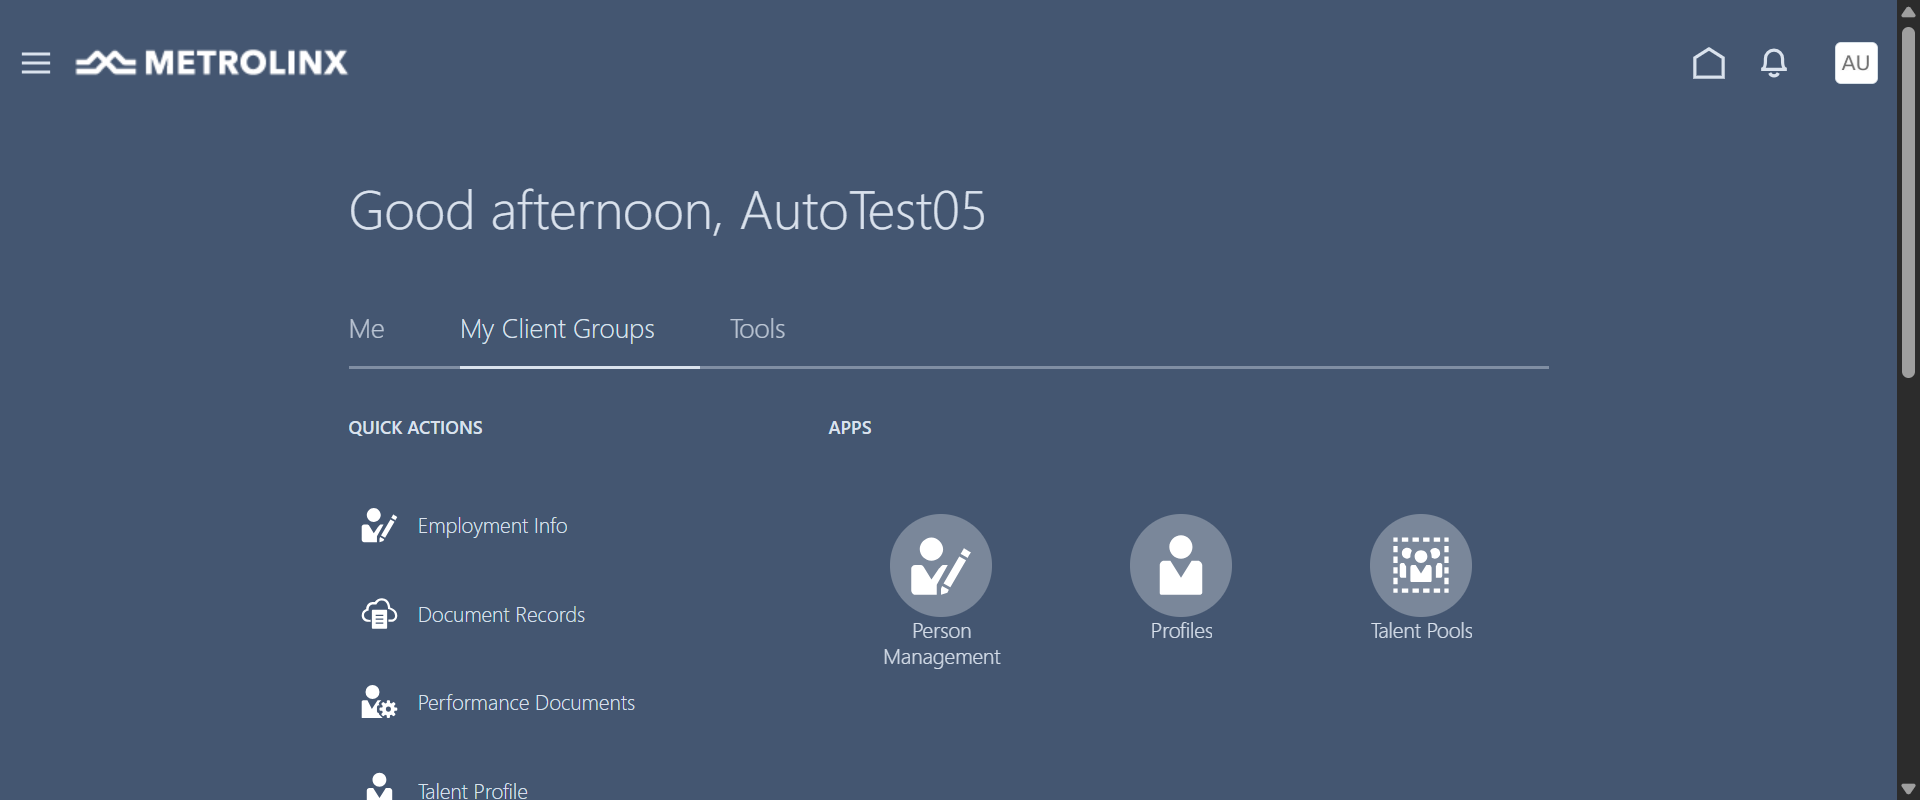 METROLINX
AU
Good afternoon, AutoTest05
Me
My Client Groups
Tools
QUICK ACTIONS
APPS
Employment Info
Document Records
Performance Documents
Talent Profile
Person
Management
Profiles
Talent Pools